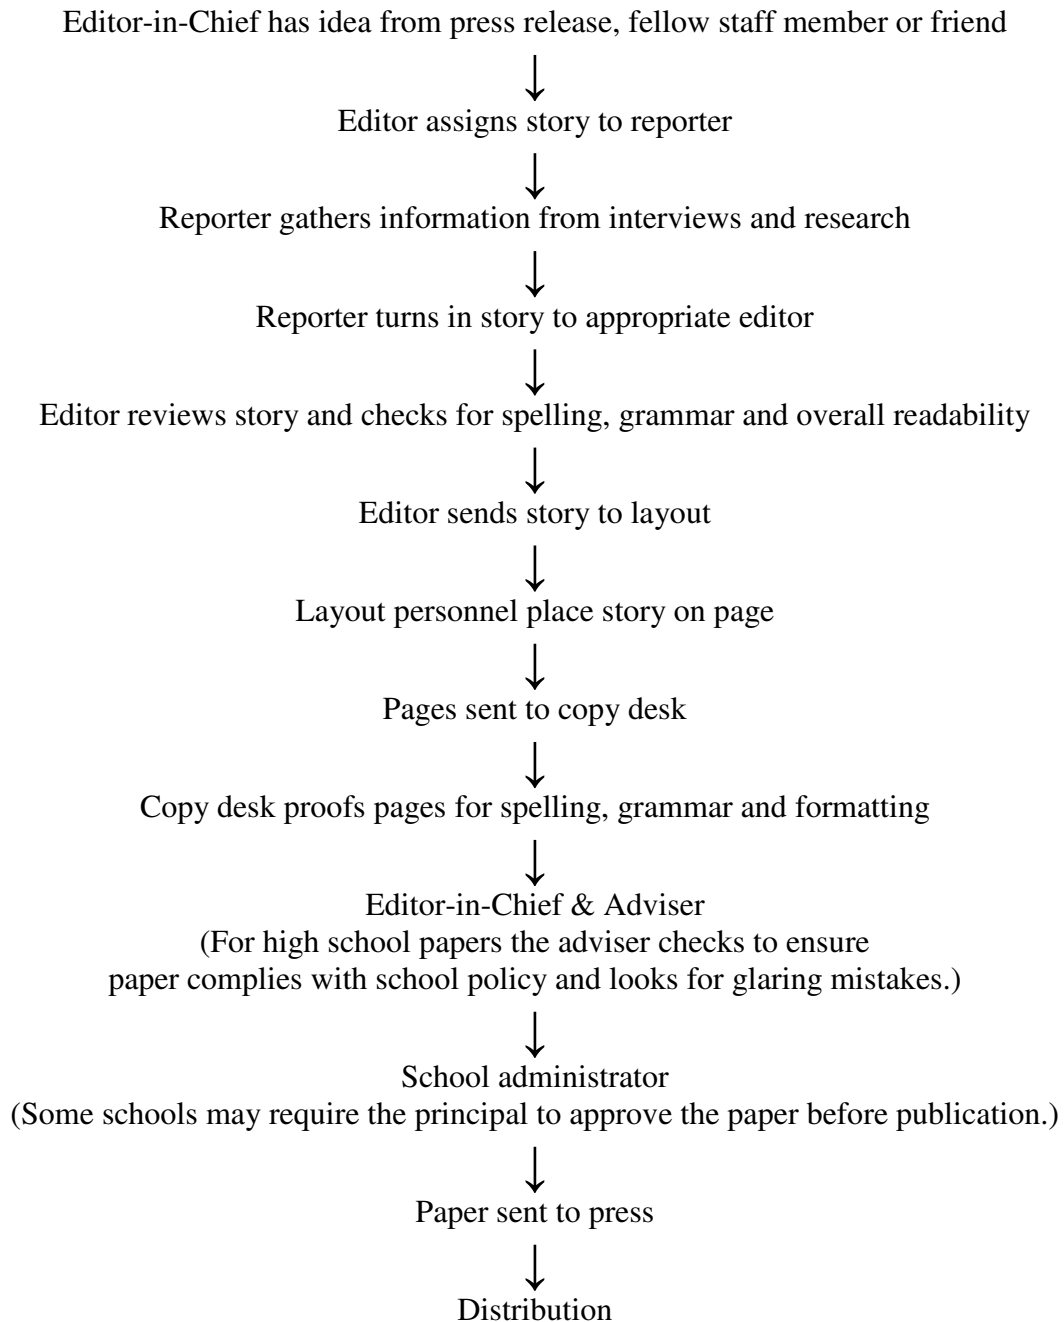 Editor-in-Chief has idea from press release, fellow staff member or friend
Editor assigns story to reporter
Reporter gathers information from interviews and research
Reporter turns in story to appropriate editor
Editor reviews story and checks for spelling, grammar and overall readability
Editor sends story to layout
Layout personnel place story on page
Pages sent to copy desk
Copy desk proofs pages for spelling, grammar and formatting
Editor-in-Chief & Adviser
(For high school papers the adviser checks to ensure
paper complies with school policy and looks for glaring mistakes.)
School administrator
(Some schools may require the principal to approve the paper before publication.)
Paper sent to press
Distribution